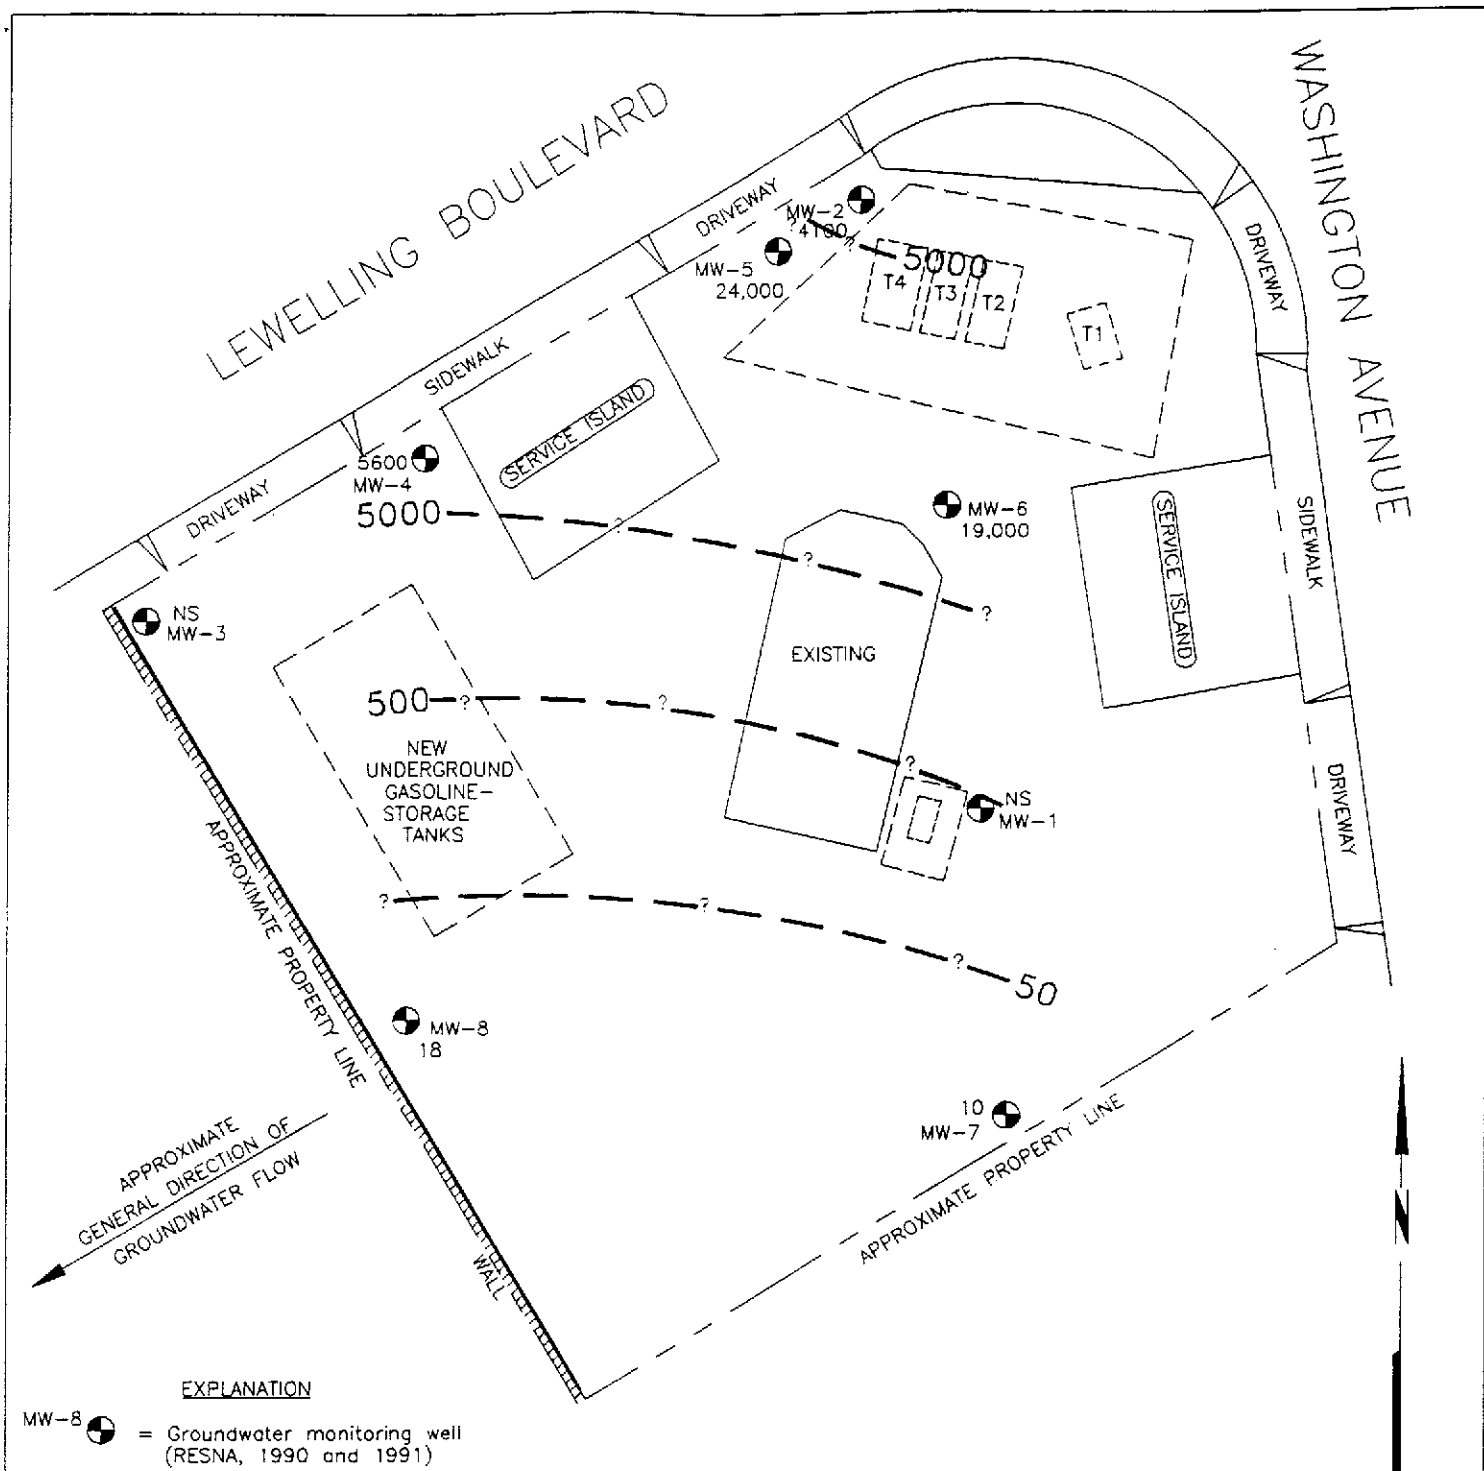 LEWELLING BOULEVARD
WASHINGTON AVENUE
DRIVEWAY
MW-2
4100
?
?
5000
MW-5
24,000
T4
T3
T2
T1
DRIVEWAY
SIDEWALK
SERVICE ISLAND
5600
MW-4
DRIVEWAY
5000
?
?
?
MW-6
19,000
SERVICE ISLAND
SIDEWALK
NS
MW-3
EXISTING
500
?
?
?
NEW
UNDERGROUND
GASOLINE-
STORAGE
TANKS
NS
MW-1
DRIVEWAY
APPROXIMATE PROPERTY LINE
?
?
?
50
MW-8
18
10
MW-7
APPROXIMATE PROPERTY LINE
APPROXIMATE
GENERAL DIRECTION OF
GROUNDWATER FLOW
WALL
N
EXPLANATION
MW-8
= Groundwater monitoring well
(RESNA, 1990 and 1991)